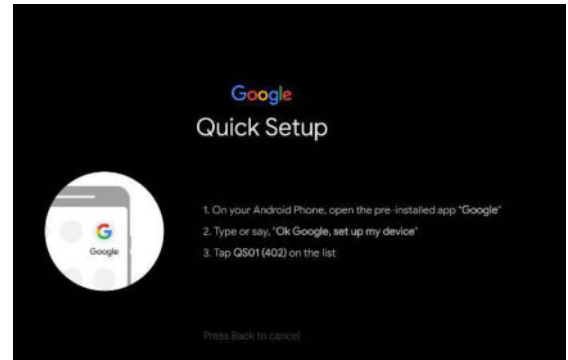 Google
Quick Setup
1. On your Android Phone, open the pre-installed app "Google"
2. Type or say, "Ok Google, set up my device"
G
Google
3. Tap QS01 (402) on the list
Press Back to cancel